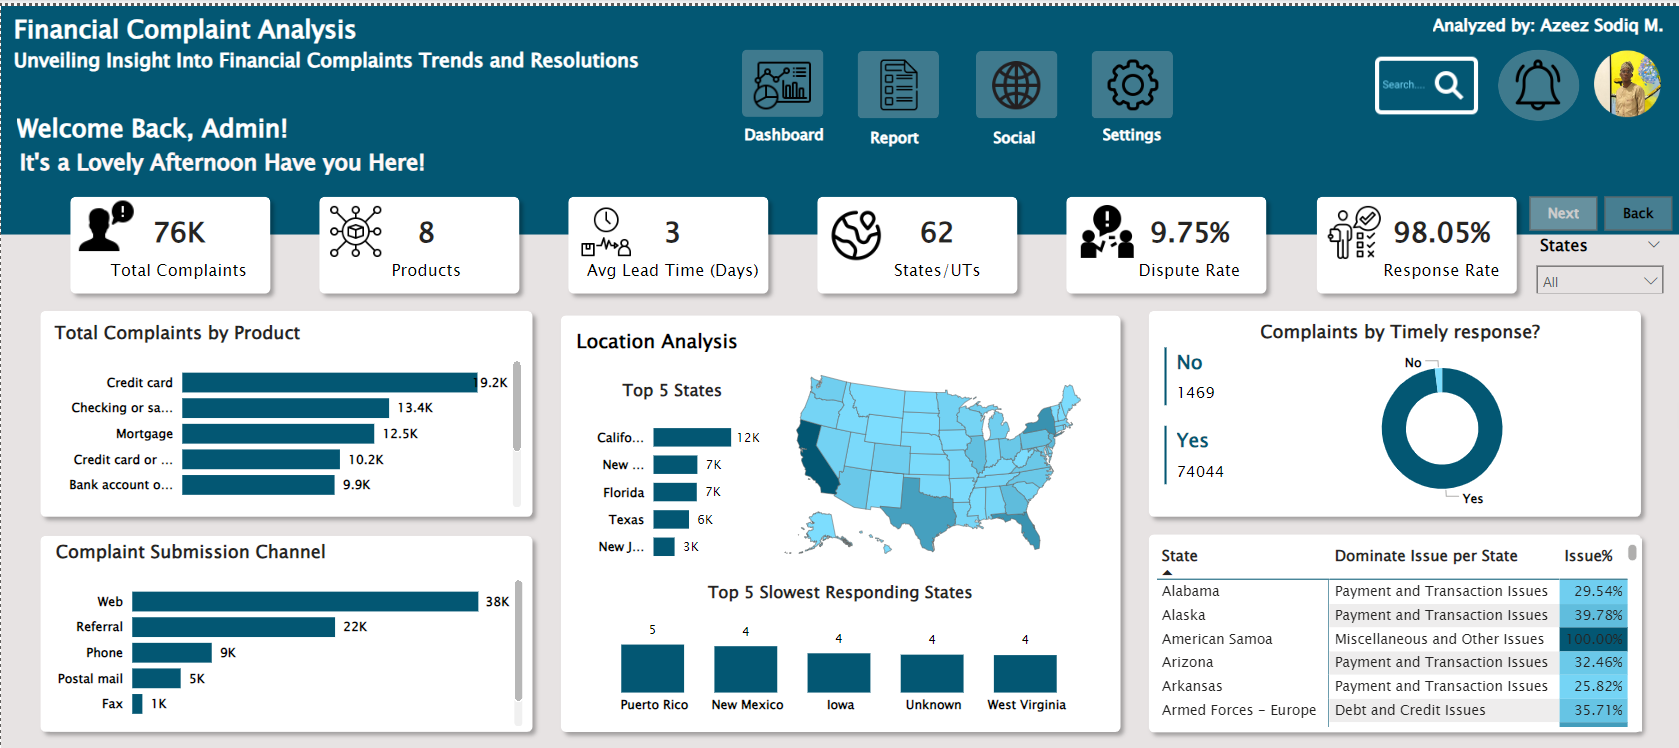 Financial Complaint Analysis
Unveiling Insight Into Financial Complaints Trends and Resolutions
Analyzed by: Azeez Sodiq M.
Search....
Dashboard
Report
Social
Settings
Welcome Back, Admin!
It's a Lovely Afternoon Have you Here!
76K
Total Complaints
8
Products
3
Avg Lead Time (Days)
62
States/UTs
9.75%
Dispute Rate
98.05%
Response Rate
Next
Back
States
All
Total Complaints by Product
Credit card 19.2K
Checking or sa... 13.4K
Mortgage 12.5K
Credit card or ... 10.2K
Bank account o... 9.9K
Complaint Submission Channel
Web 38K
Referral 22K
Phone 9K
Postal mail 5K
Fax 1K
Location Analysis
Top 5 States
Califo... 12K
New ... 7K
Florida 7K
Texas 6K
New J... 3K
Top 5 Slowest Responding States
5 4 4 4 4
Puerto Rico New Mexico Iowa Unknown West Virginia
Complaints by Timely response?
No
1469
Yes
74044
No
Yes
State Dominate Issue per State Issue%
Alabama Payment and Transaction Issues 29.54%
Alaska Payment and Transaction Issues 39.78%
American Samoa Miscellaneous and Other Issues 100.00%
Arizona Payment and Transaction Issues 32.46%
Arkansas Payment and Transaction Issues 25.82%
Armed Forces - Europe Debt and Credit Issues 35.71%